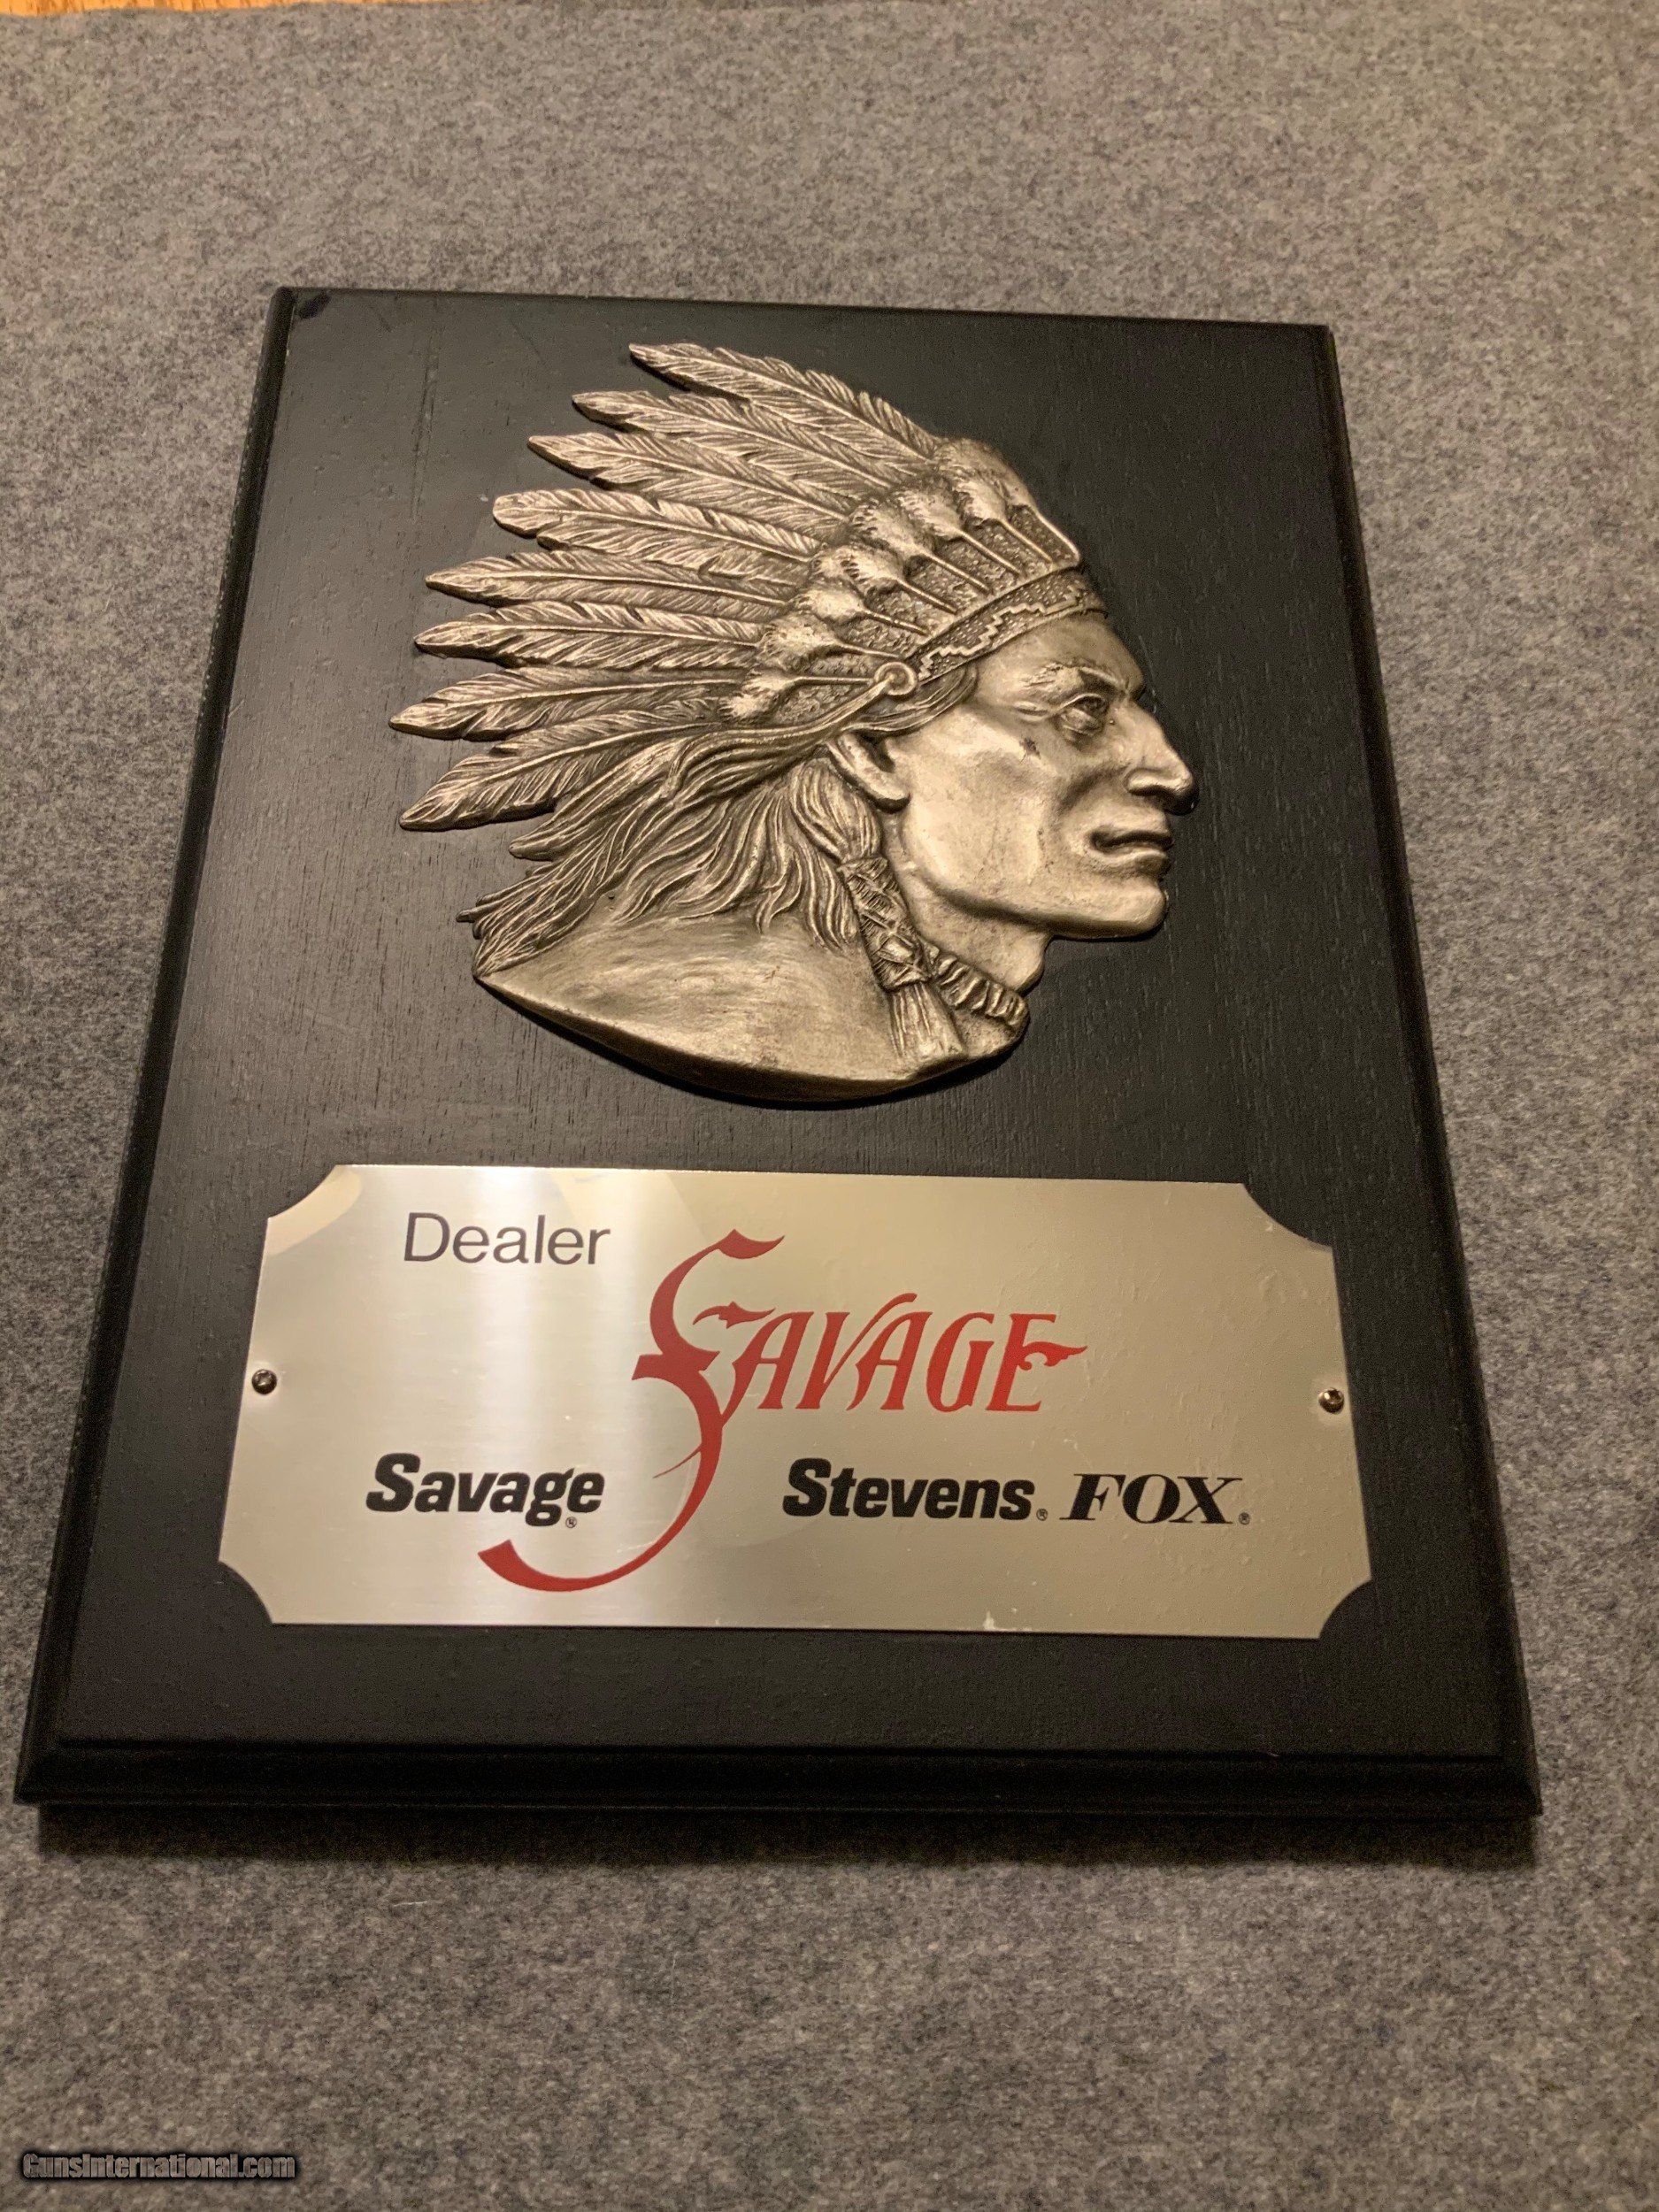 Dealer
SAVAGE
Savage® Stevens® FOX®
GunsInternational.com